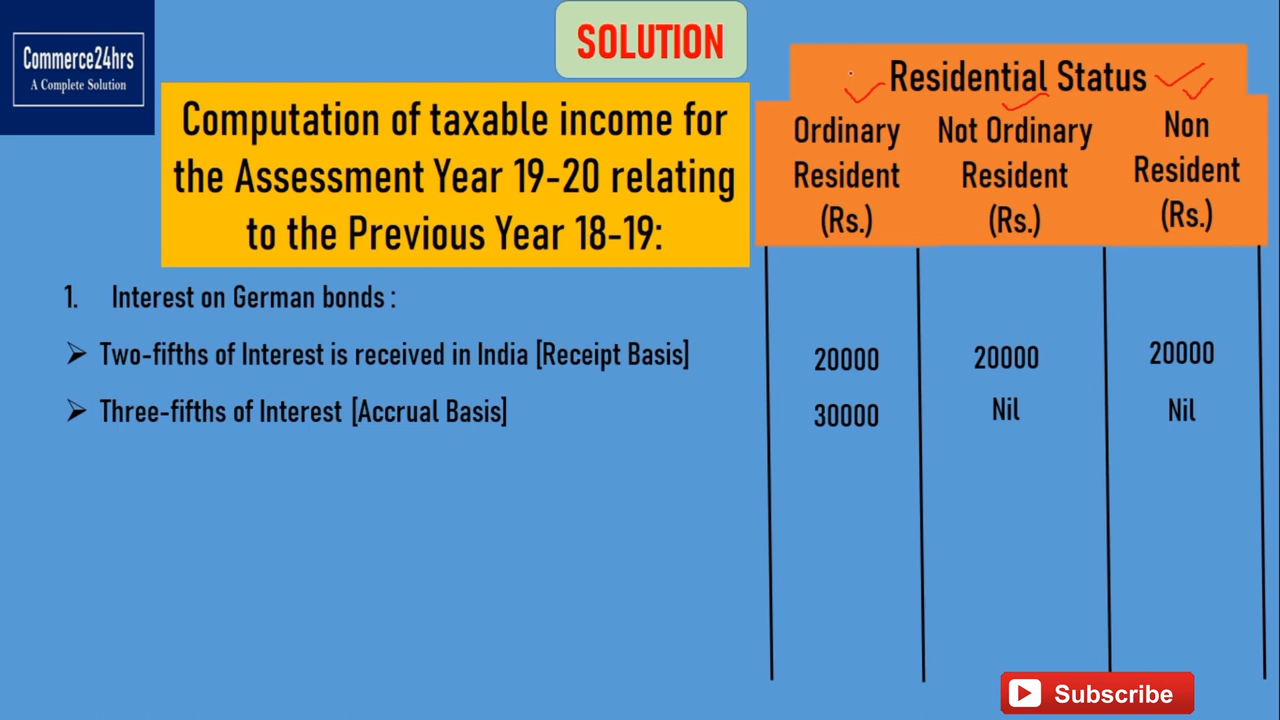 Commerce24hrs
A Complete Solution
SOLUTION
Computation of taxable income for
the Assessment Year 19-20 relating
to the Previous Year 18-19:
Residential Status
Ordinary
Resident
(Rs.)
Not Ordinary
Resident
(Rs.)
Non
Resident
(Rs.)
1. Interest on German bonds :
➢ Two-fifths of Interest is received in India [Receipt Basis] 20000 20000 20000
➢ Three-fifths of Interest [Accrual Basis] 30000 Nil Nil
Subscribe